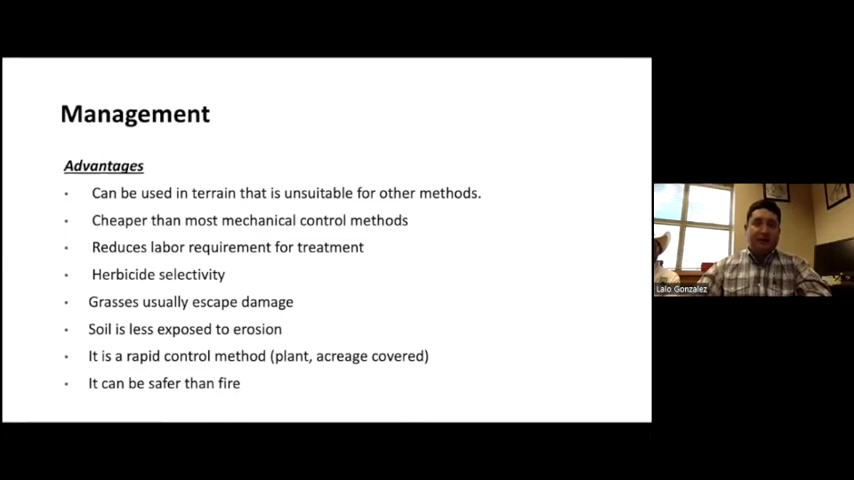 Management
Advantages
• Can be used in terrain that is unsuitable for other methods.
• Cheaper than most mechanical control methods
• Reduces labor requirement for treatment
• Herbicide selectivity
• Grasses usually escape damage
• Soil is less exposed to erosion
• It is a rapid control method (plant, acreage covered)
• It can be safer than fire
Lalo Gonzalez